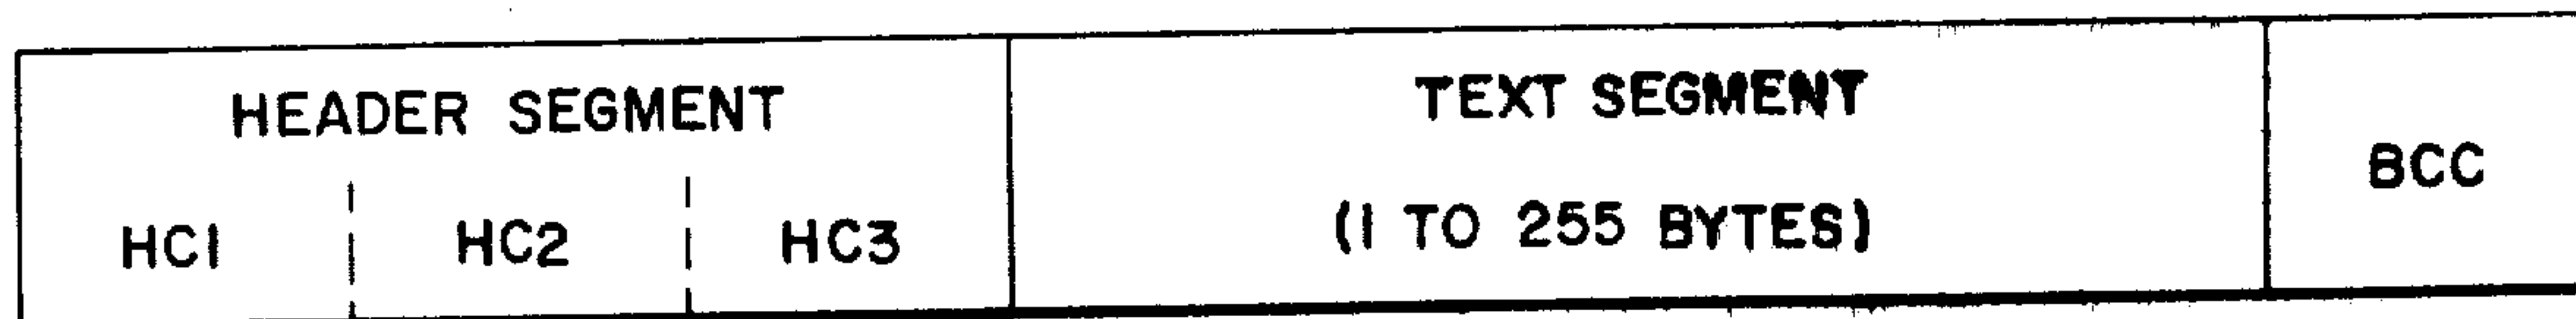 HEADER SEGMENT
HC1 HC2 HC3
TEXT SEGMENT
(1 TO 255 BYTES)
BCC